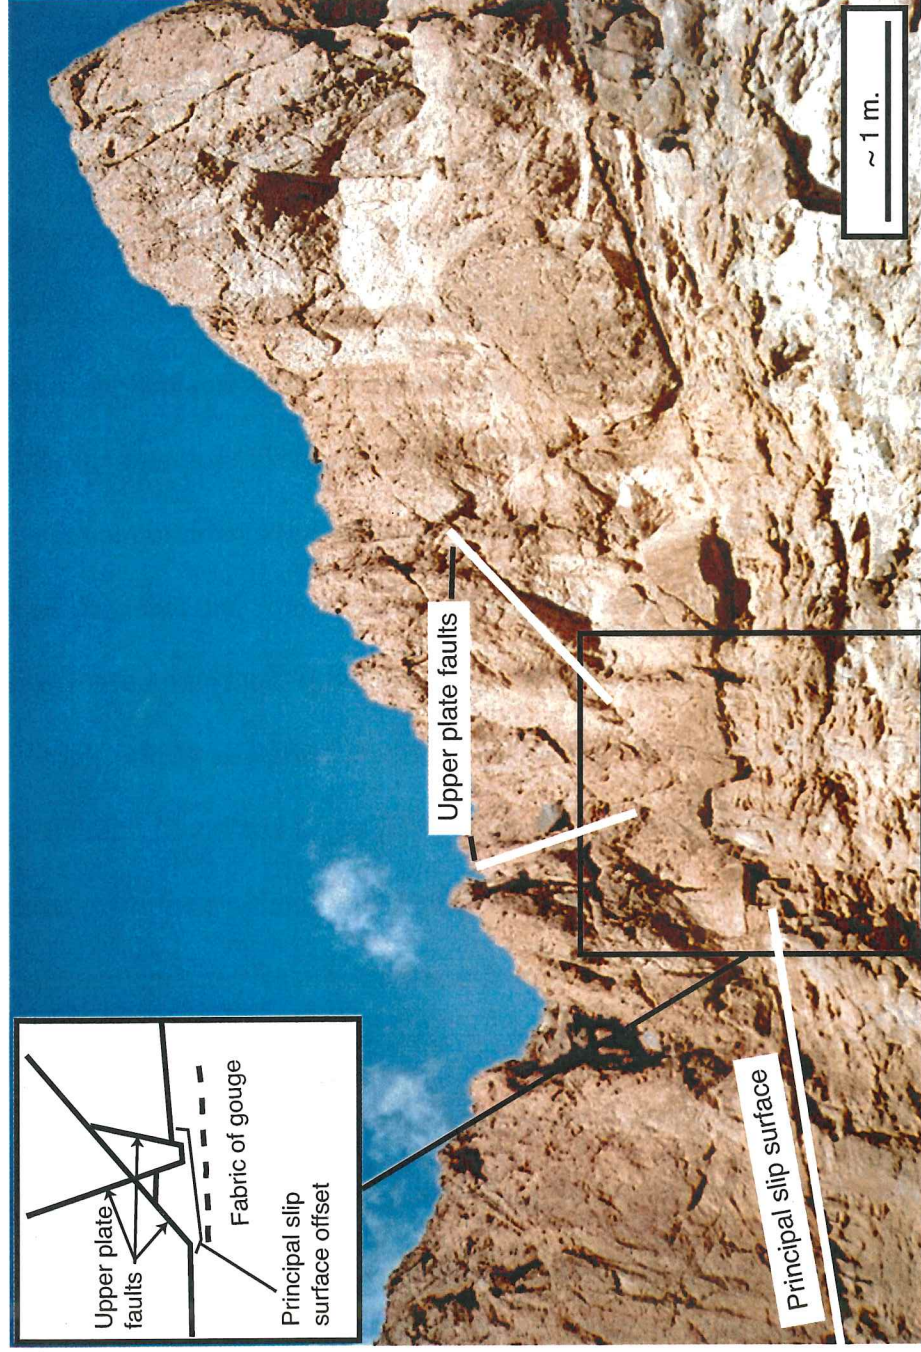 Upper plate
faults
Fabric of gouge
Principal slip
surface offset
Upper plate faults
Principal slip surface
~ 1 m.